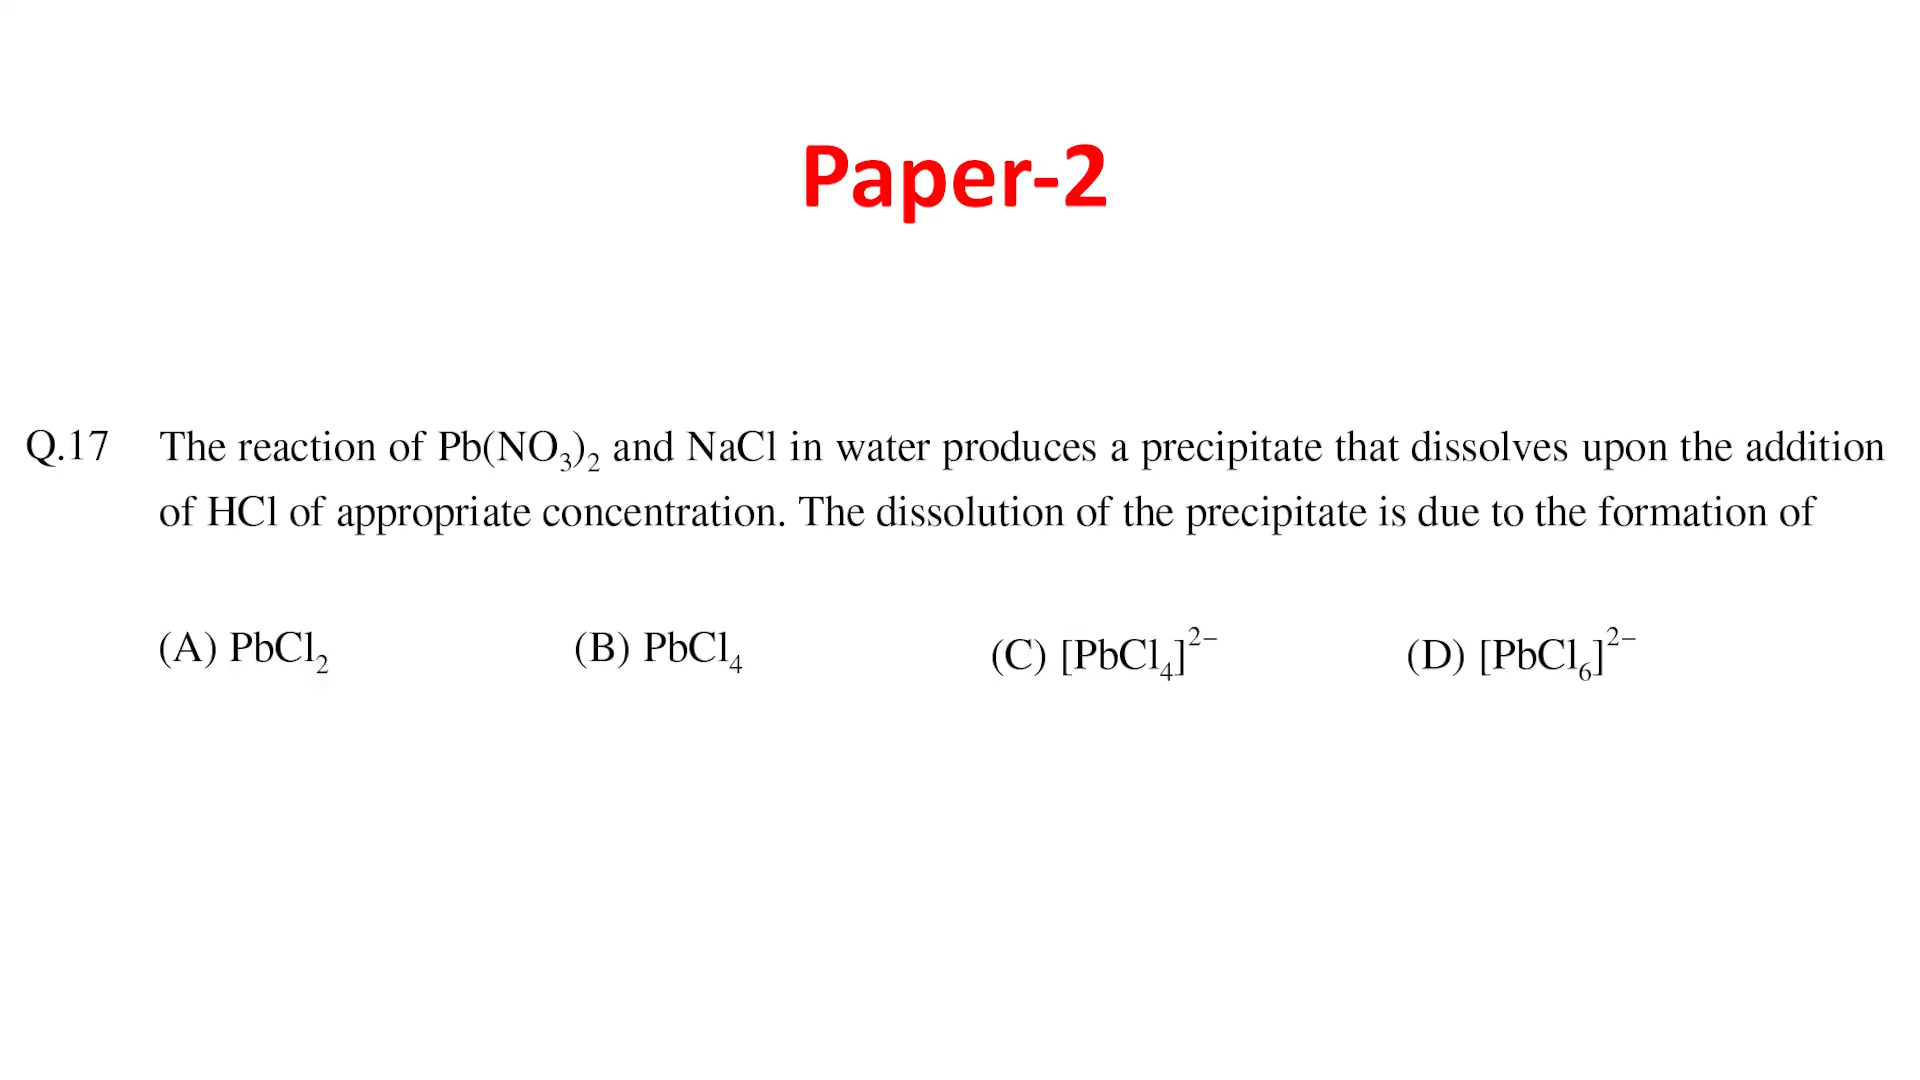 Paper-2
Q.17 The reaction of Pb(NO₃)₂ and NaCl in water produces a precipitate that dissolves upon the addition
of HCl of appropriate concentration. The dissolution of the precipitate is due to the formation of
(A) PbCl₂ (B) PbCl₄ (C) [PbCl₄]²⁻ (D) [PbCl₆]²⁻